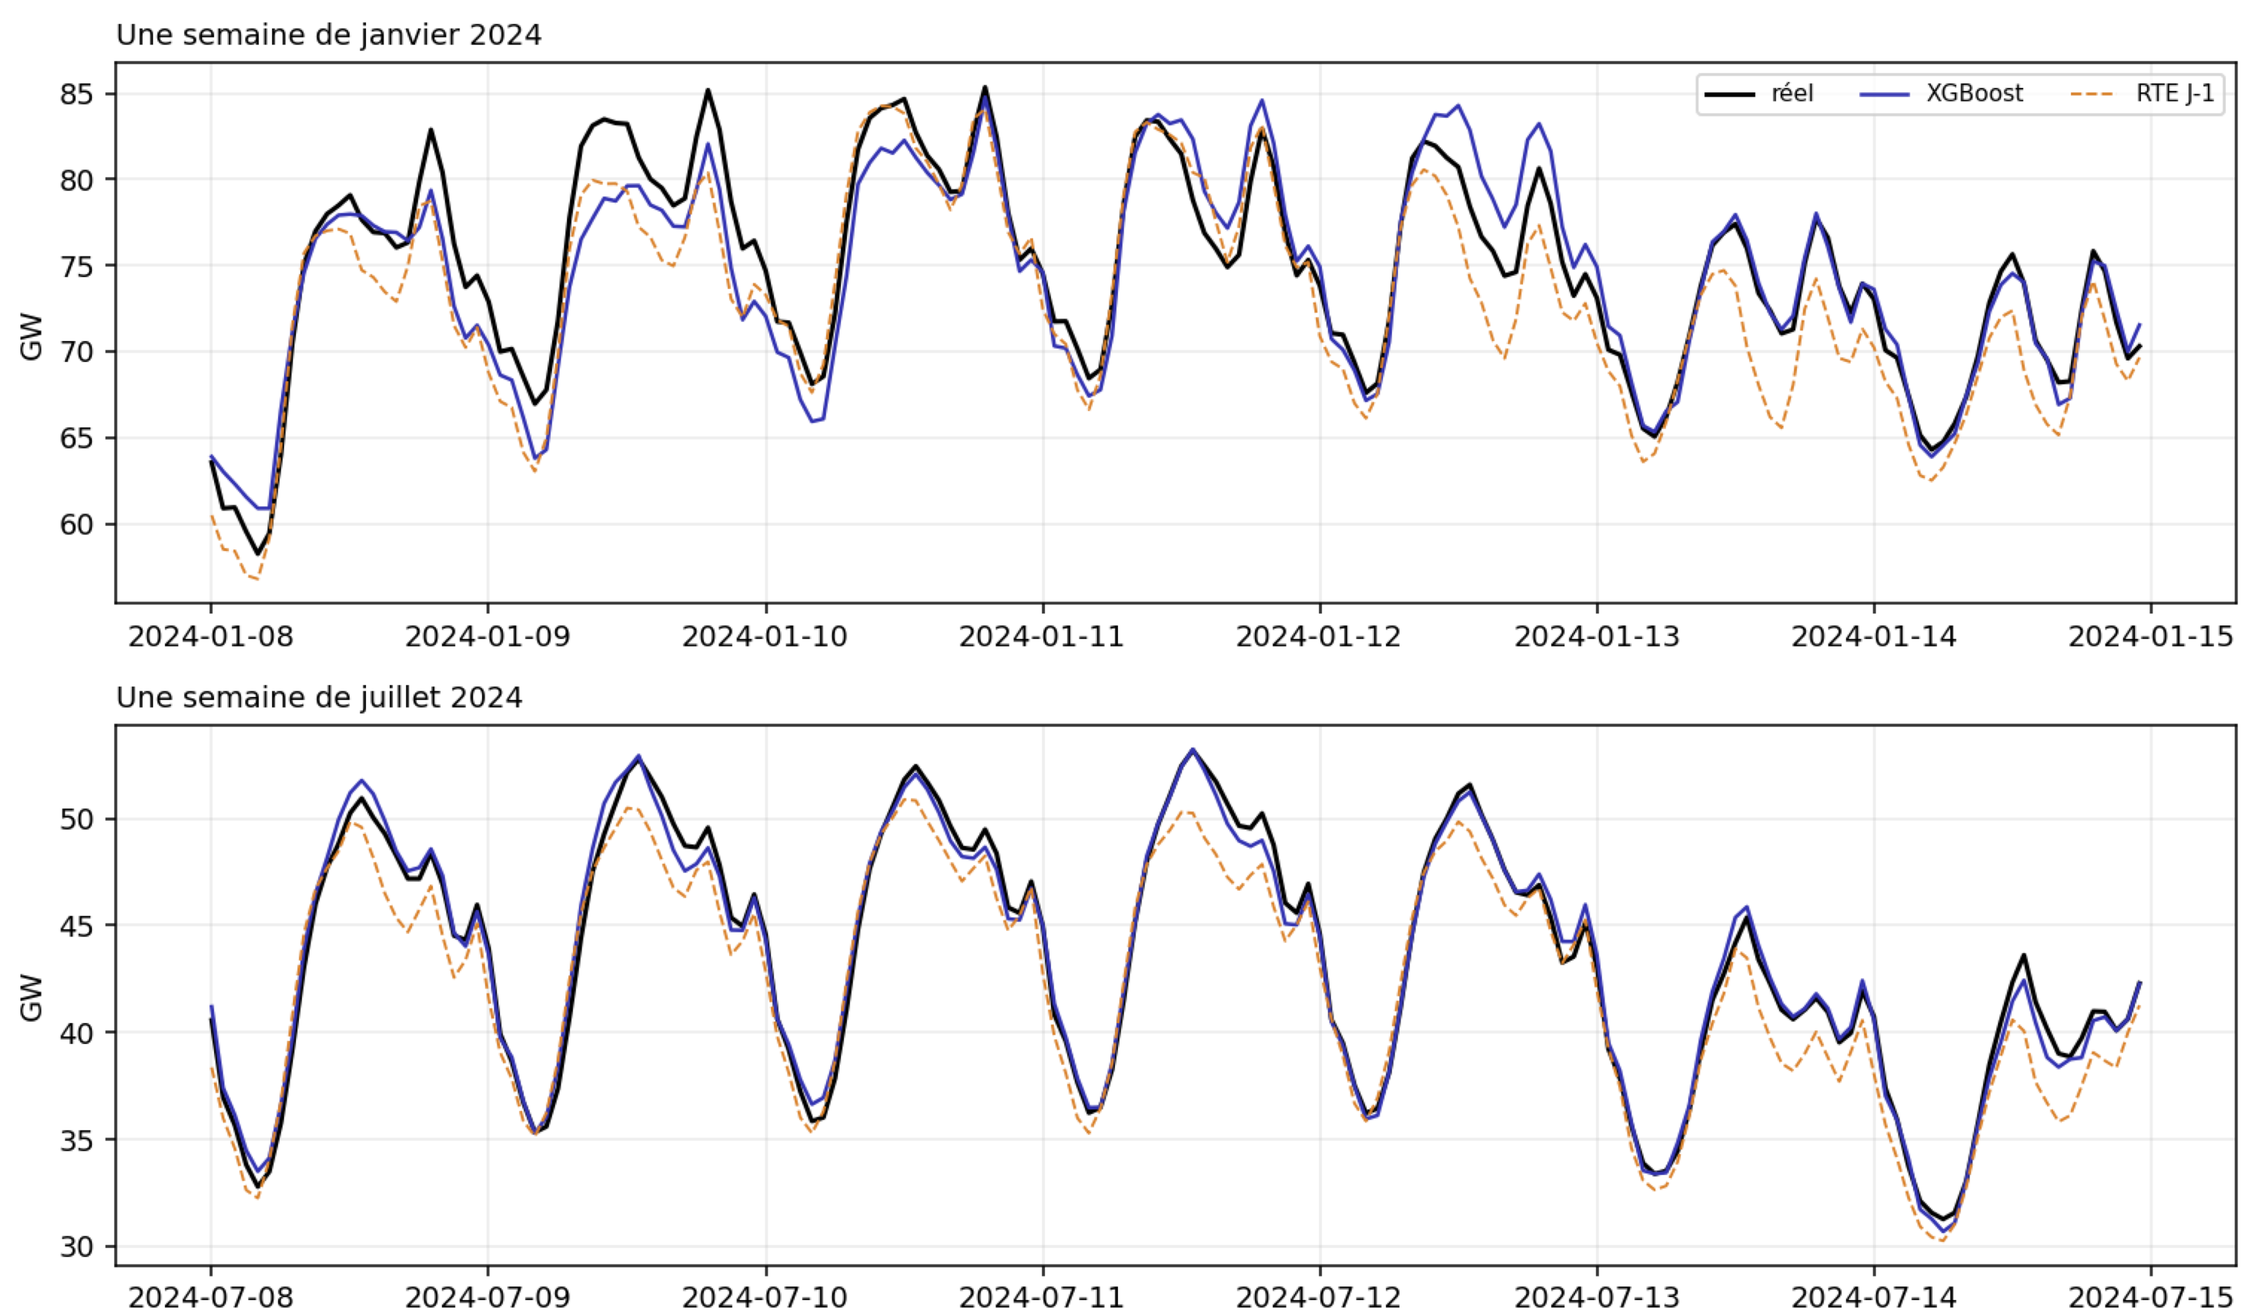 Une semaine de janvier 2024
réel XGBoost RTE J-1
GW
85
80
75
70
65
60
2024-01-08 2024-01-09 2024-01-10 2024-01-11 2024-01-12 2024-01-13 2024-01-14 2024-01-15
Une semaine de juillet 2024
GW
50
45
40
35
30
2024-07-08 2024-07-09 2024-07-10 2024-07-11 2024-07-12 2024-07-13 2024-07-14 2024-07-15